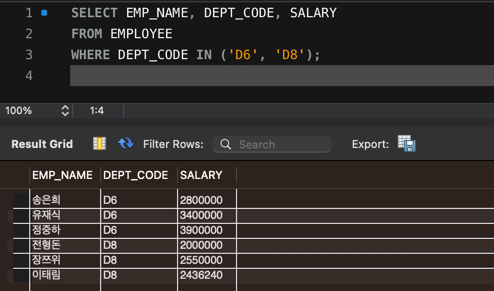 1 SELECT EMP_NAME, DEPT_CODE, SALARY
2 FROM EMPLOYEE
3 WHERE DEPT_CODE IN ('D6', 'D8');
4
100% 1:4
Result Grid Filter Rows: Search Export:
EMP_NAME DEPT_CODE SALARY
송은희 D6 2800000
유재식 D6 3400000
정중하 D6 3900000
전형돈 D8 2000000
장쯔위 D8 2550000
이태림 D8 2436240